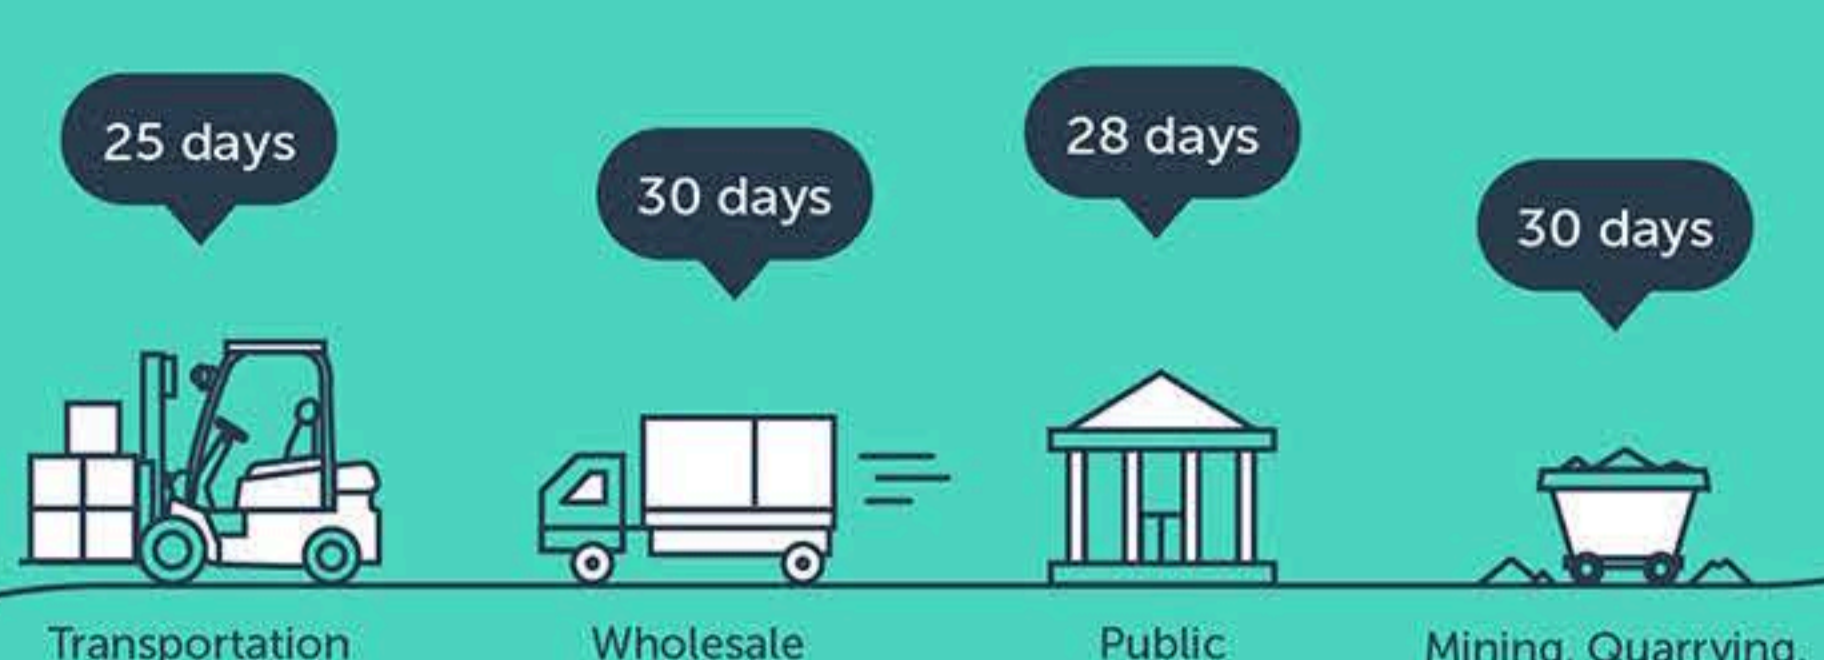 25 days
30 days
28 days
30 days
Transportation
Wholesale
Public
Mining, Quarrying,